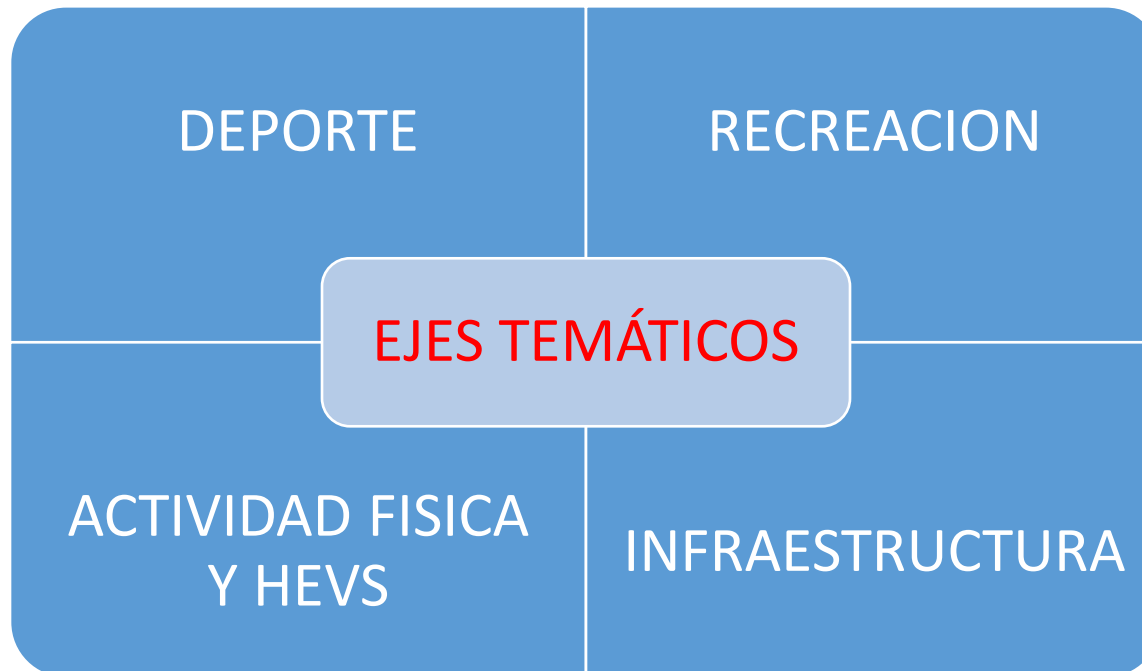 DEPORTE
RECREACION
EJES TEMÁTICOS
ACTIVIDAD FISICA
Y HEVS
INFRAESTRUCTURA